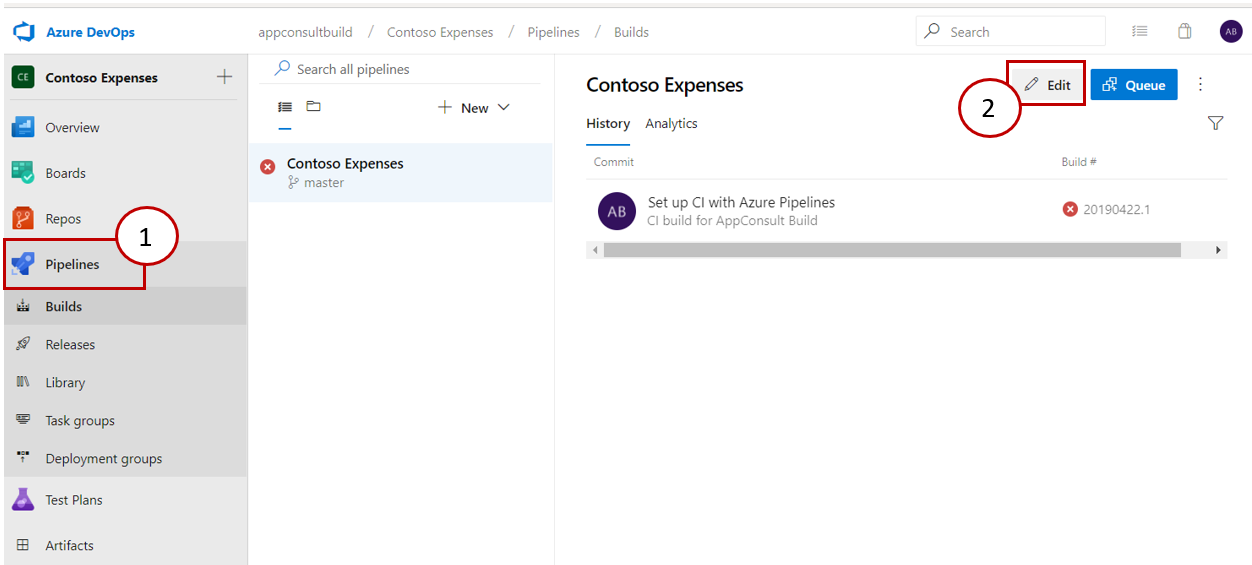 Azure DevOps
appconsultbuild / Contoso Expenses / Pipelines / Builds
Search
AB
CE Contoso Expenses
Overview
Boards
Repos
1
Pipelines
Builds
Releases
Library
Task groups
Deployment groups
Test Plans
Artifacts
Search all pipelines
New
Contoso Expenses
master
Contoso Expenses
2
Edit
Queue
History Analytics
Commit Build #
AB
Set up CI with Azure Pipelines
CI build for AppConsult Build
20190422.1